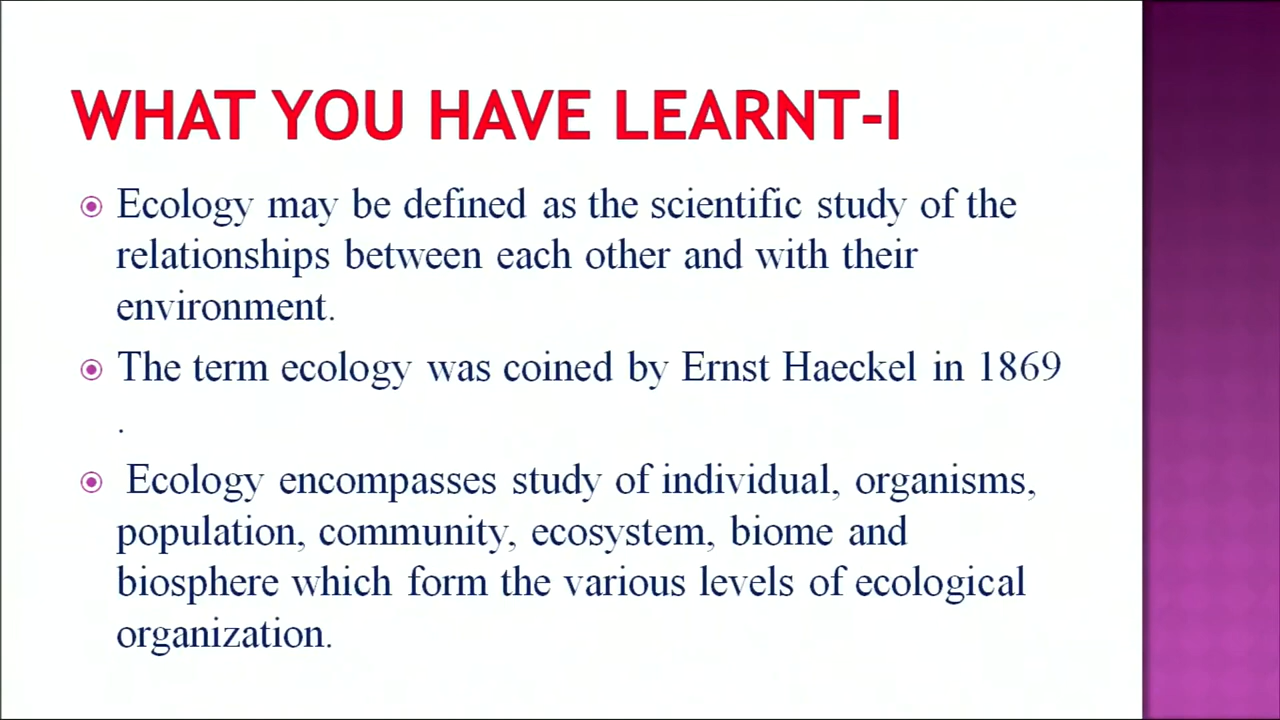 WHAT YOU HAVE LEARNT-I
Ecology may be defined as the scientific study of the
relationships between each other and with their
environment.
The term ecology was coined by Ernst Haeckel in 1869
.
Ecology encompasses study of individual, organisms,
population, community, ecosystem, biome and
biosphere which form the various levels of ecological
organization.